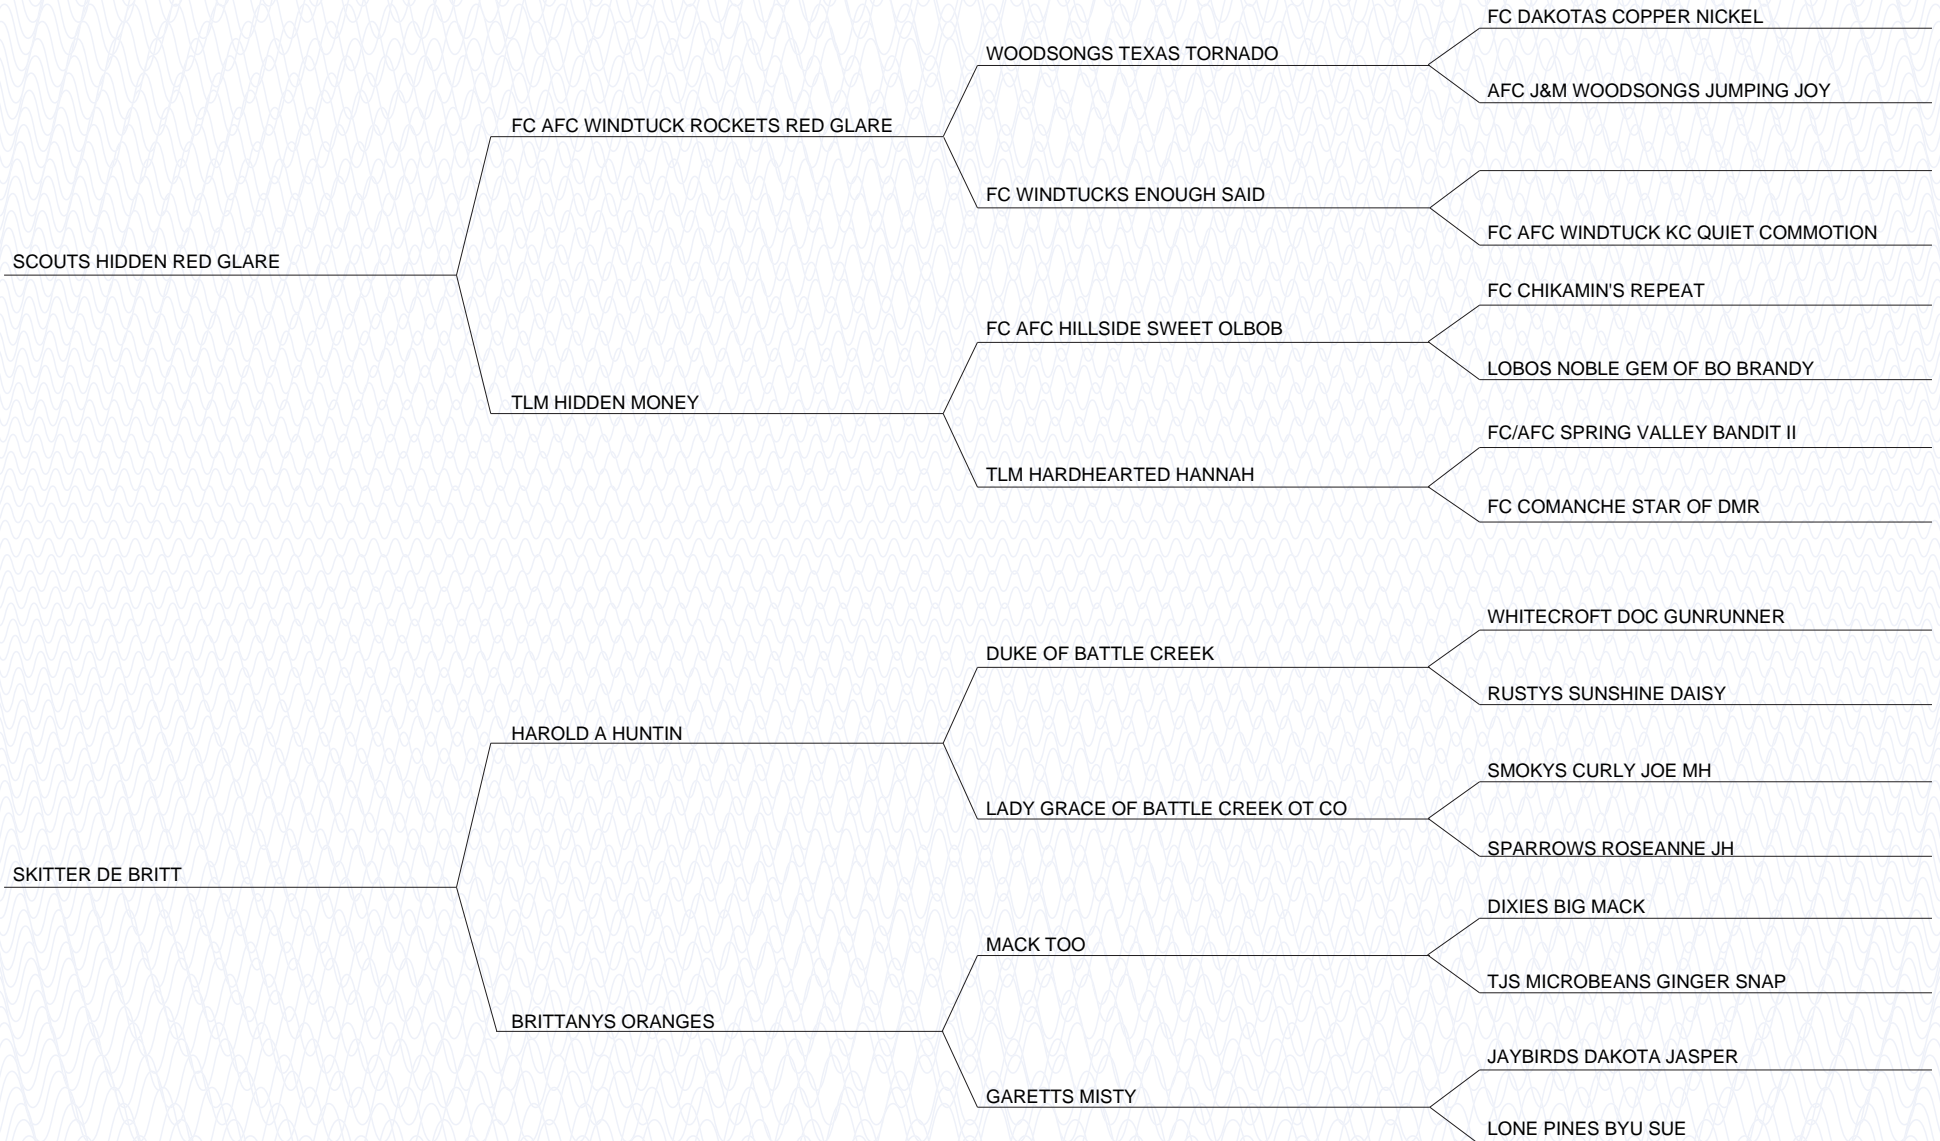 FC DAKOTAS COPPER NICKEL
WOODSONGS TEXAS TORNADO
AFC J&M WOODSONGS JUMPING JOY
FC AFC WINDTUCK ROCKETS RED GLARE
FC WINDTUCKS ENOUGH SAID
FC AFC WINDTUCK KC QUIET COMMOTION
SCOUTS HIDDEN RED GLARE
FC CHIKAMIN'S REPEAT
FC AFC HILLSIDE SWEET OLBOB
LOBOS NOBLE GEM OF BO BRANDY
TLM HIDDEN MONEY
FC/AFC SPRING VALLEY BANDIT II
TLM HARDHEARTED HANNAH
FC COMANCHE STAR OF DMR
WHITECROFT DOC GUNRUNNER
DUKE OF BATTLE CREEK
RUSTYS SUNSHINE DAISY
HAROLD A HUNTIN
SMOKYS CURLY JOE MH
LADY GRACE OF BATTLE CREEK OT CO
SPARROWS ROSEANNE JH
SKITTER DE BRITT
DIXIES BIG MACK
MACK TOO
TJS MICROBEANS GINGER SNAP
BRITTANYS ORANGES
JAYBIRDS DAKOTA JASPER
GARETTS MISTY
LONE PINES BYU SUE